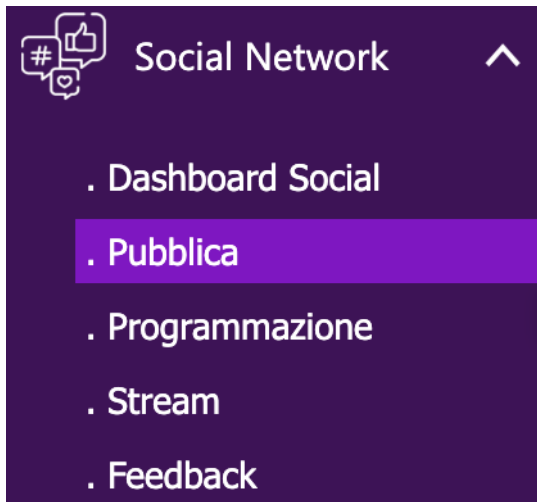 #
Social Network
. Dashboard Social
. Pubblica
. Programmazione
. Stream
. Feedback